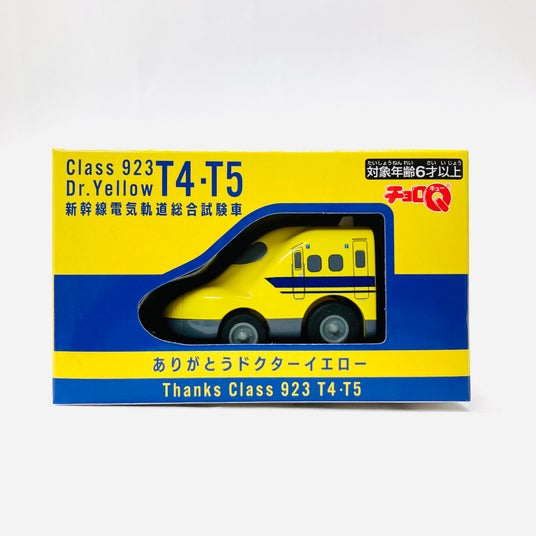 Class 923
Dr.Yellow T4·T5
新幹線電気軌道総合試験車
たいしょうねんれい さいいじょう
対象年齢6才以上
チョロQ
キュー
ありがとうドクターイエロー
Thanks Class 923 T4·T5